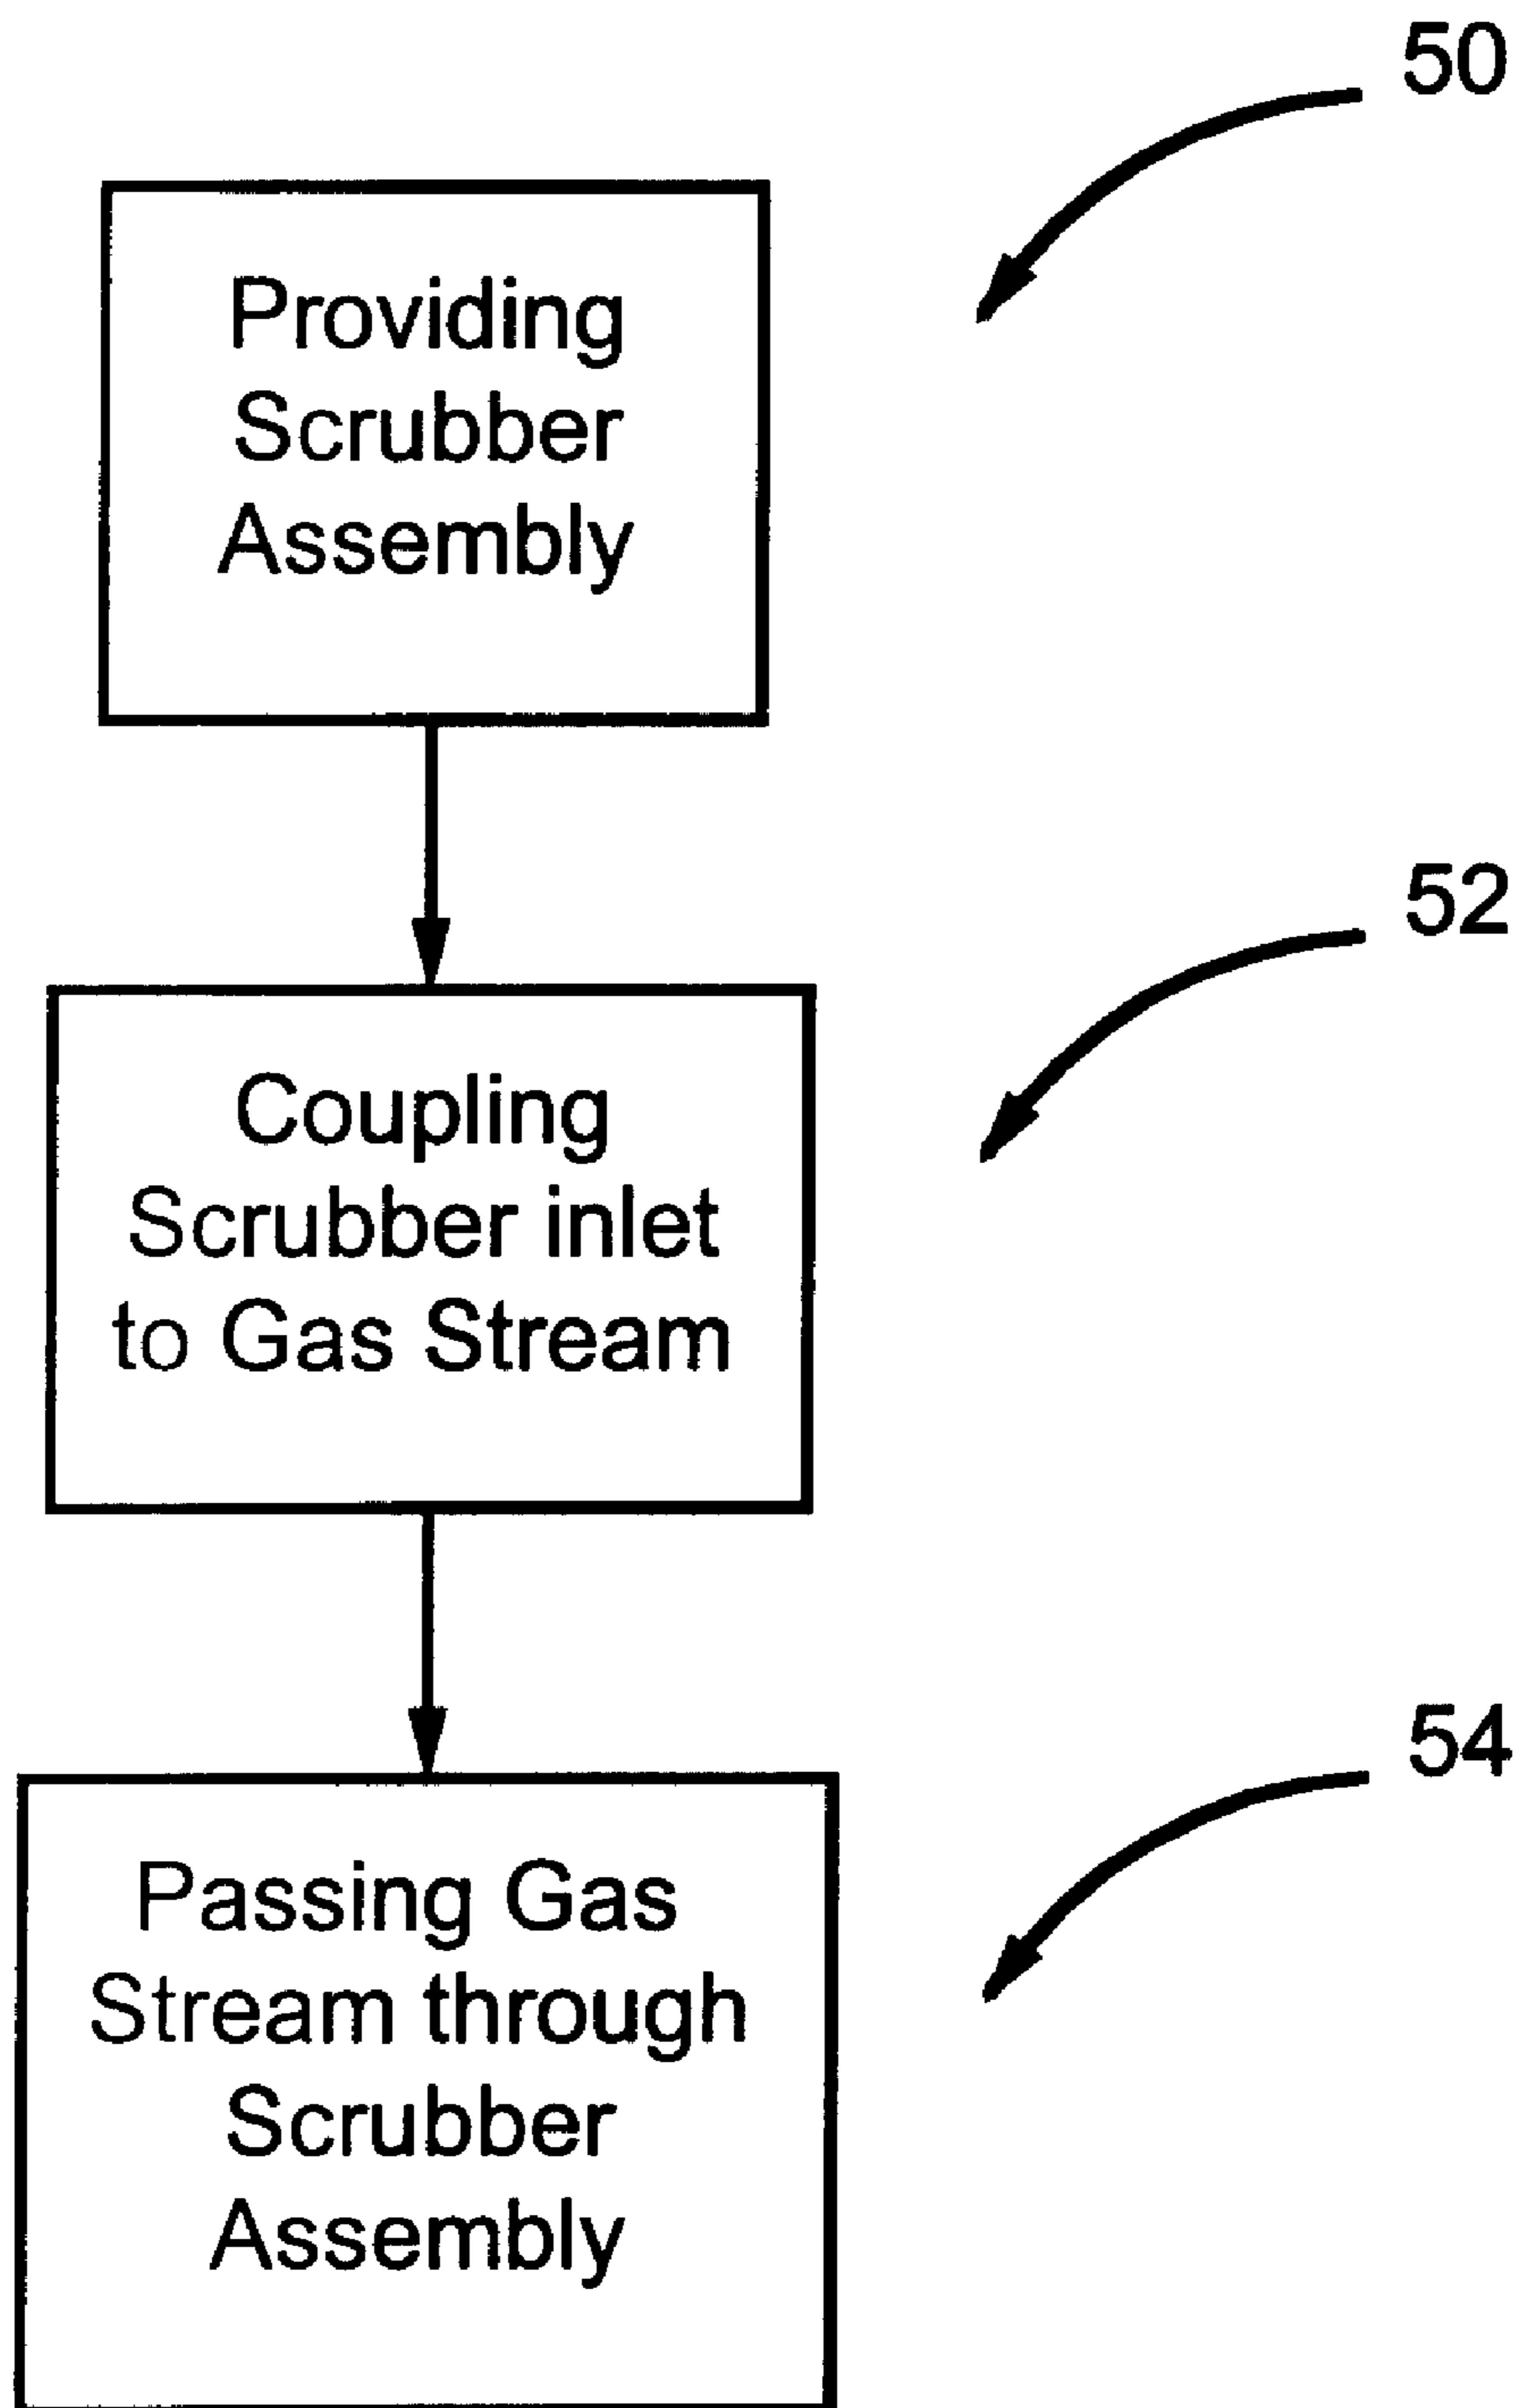 50
Providing
Scrubber
Assembly
52
Coupling
Scrubber inlet
to Gas Stream
54
Passing Gas
Stream through
Scrubber
Assembly